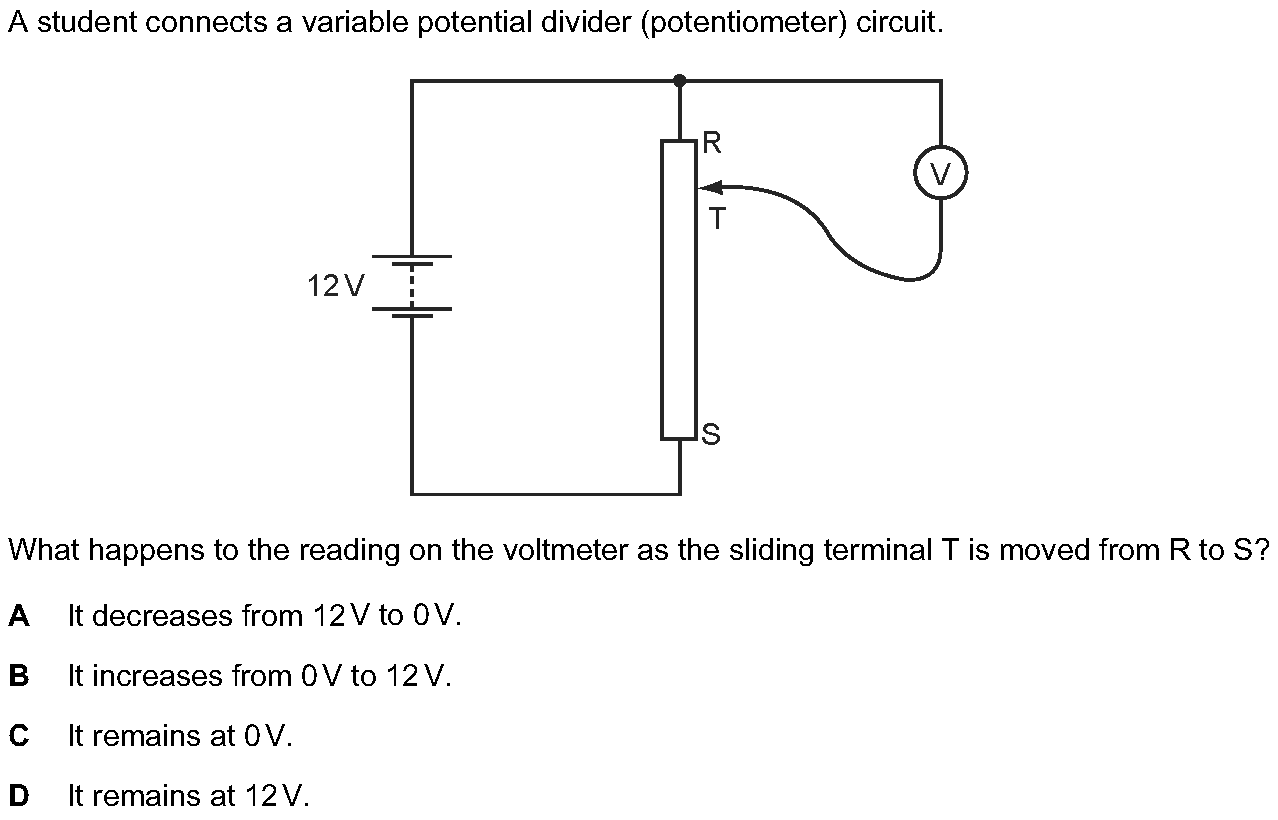 A student connects a variable potential divider (potentiometer) circuit.
R
V
T
12 V
S
What happens to the reading on the voltmeter as the sliding terminal T is moved from R to S?
A It decreases from 12 V to 0 V.
B It increases from 0 V to 12 V.
C It remains at 0 V.
D It remains at 12 V.